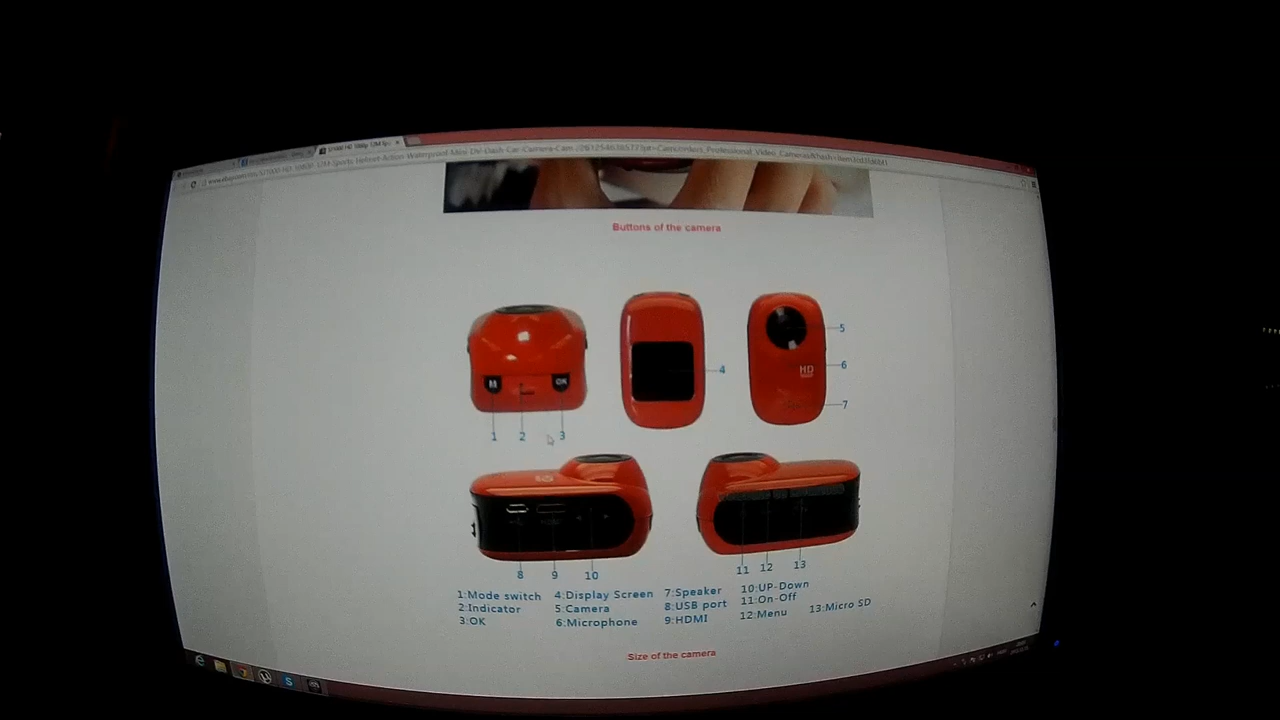 Buttons of the camera
M
OK
HD
1
2
3
4
5
6
7
8
9
10
11
12
13
1:Mode switch
2:Indicator
3:OK
4:Display Screen
5:Camera
6:Microphone
7:Speaker
8:USB port
9:HDMI
10:UP-Down
11:On-Off
12:Menu
13:Micro SD
Size of the camera